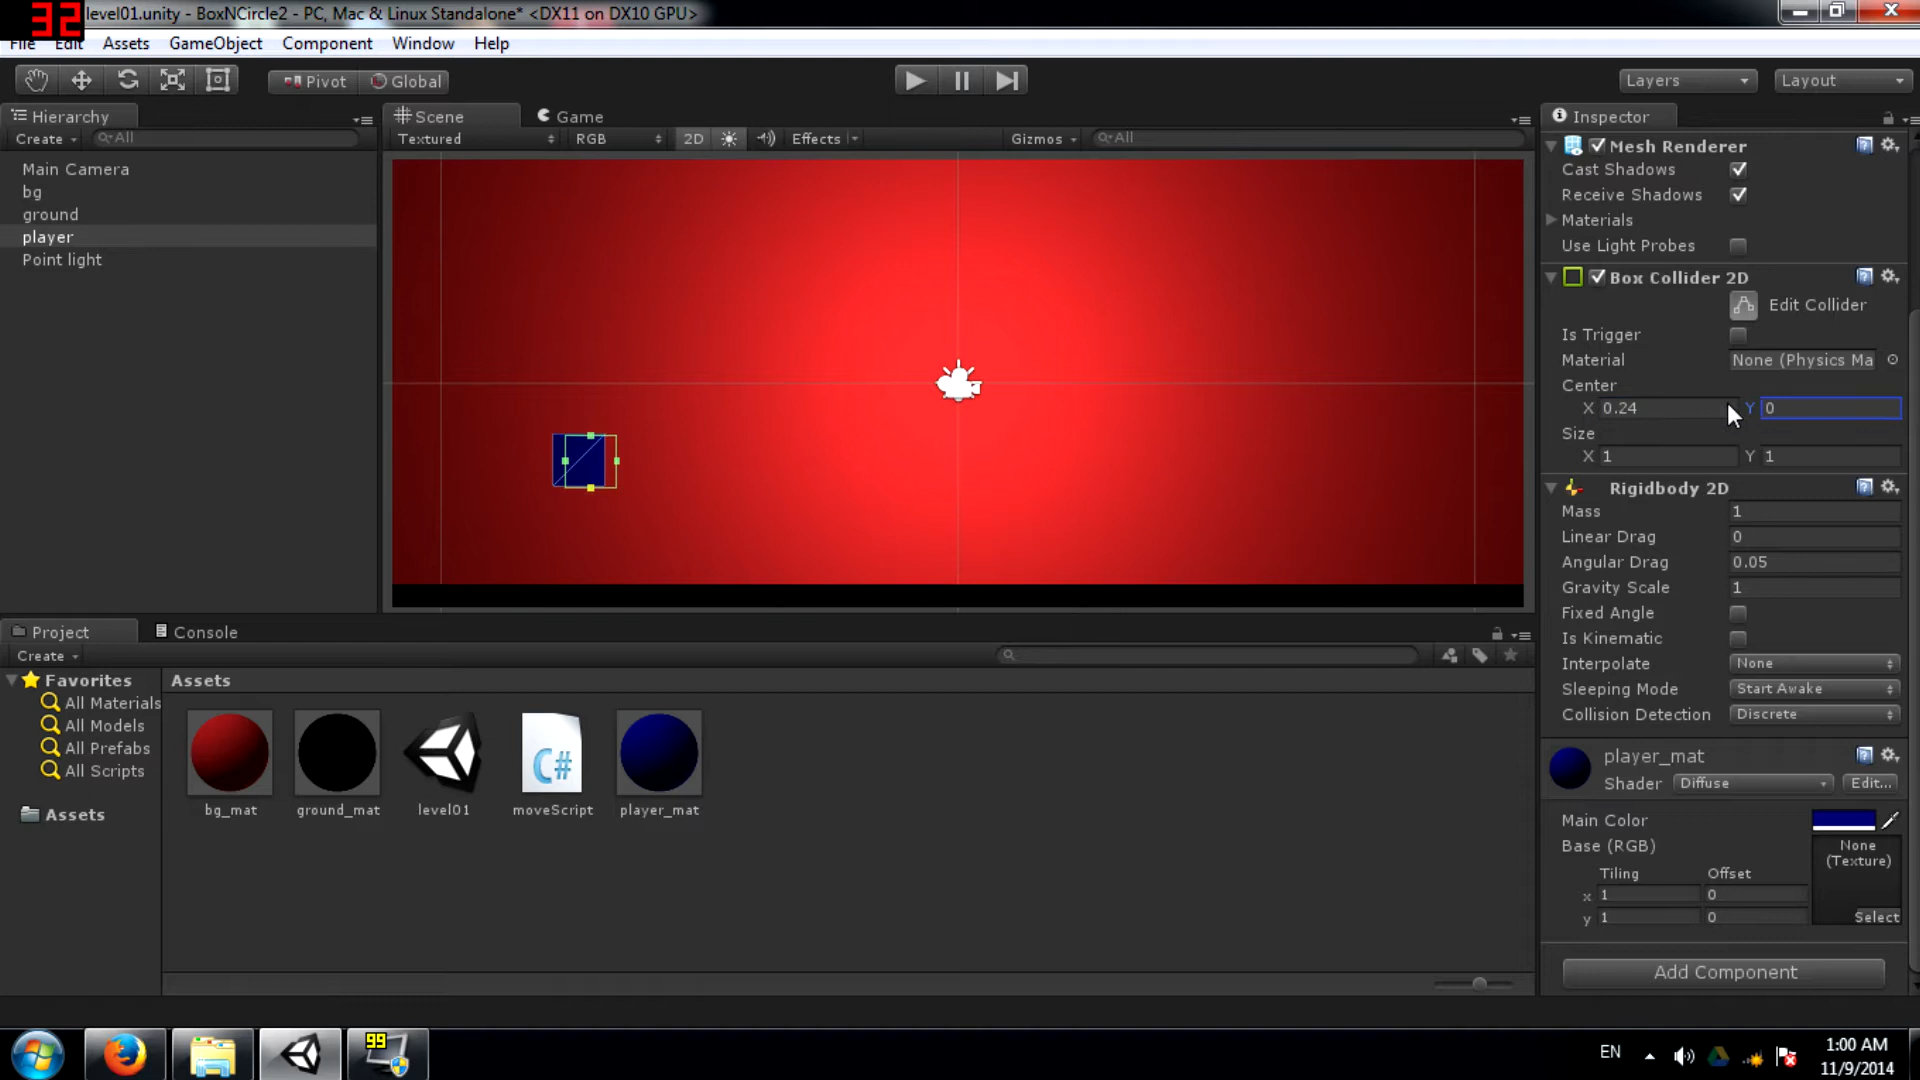 32
level01.unity - BoxNCircle2 - PC, Mac & Linux Standalone* <DX11 on DX10 GPU>
File Edit Assets GameObject Component Window Help
Pivot Global Layers Layout
Hierarchy
Create All
Main Camera
bg
ground
player
Point light
Scene Game
Textured RGB 2D Effects Gizmos All
Inspector
Mesh Renderer
Cast Shadows
Receive Shadows
Materials
Use Light Probes
Box Collider 2D
Edit Collider
Is Trigger
Material None (Physics Ma
Center
X 0.24 Y 0
Size
X 1 Y 1
Rigidbody 2D
Mass 1
Linear Drag 0
Angular Drag 0.05
Gravity Scale 1
Fixed Angle
Is Kinematic
Interpolate None
Sleeping Mode Start Awake
Collision Detection Discrete
player_mat
Shader Diffuse Edit...
Main Color
Base (RGB) None (Texture)
Tiling Offset
x 1 0
y 1 0
Select
Add Component
Project Console
Create
Favorites
All Materials
All Models
All Prefabs
All Scripts
Assets
Assets
bg_mat ground_mat level01 moveScript player_mat
C#
99
EN
1:00 AM
11/9/2014